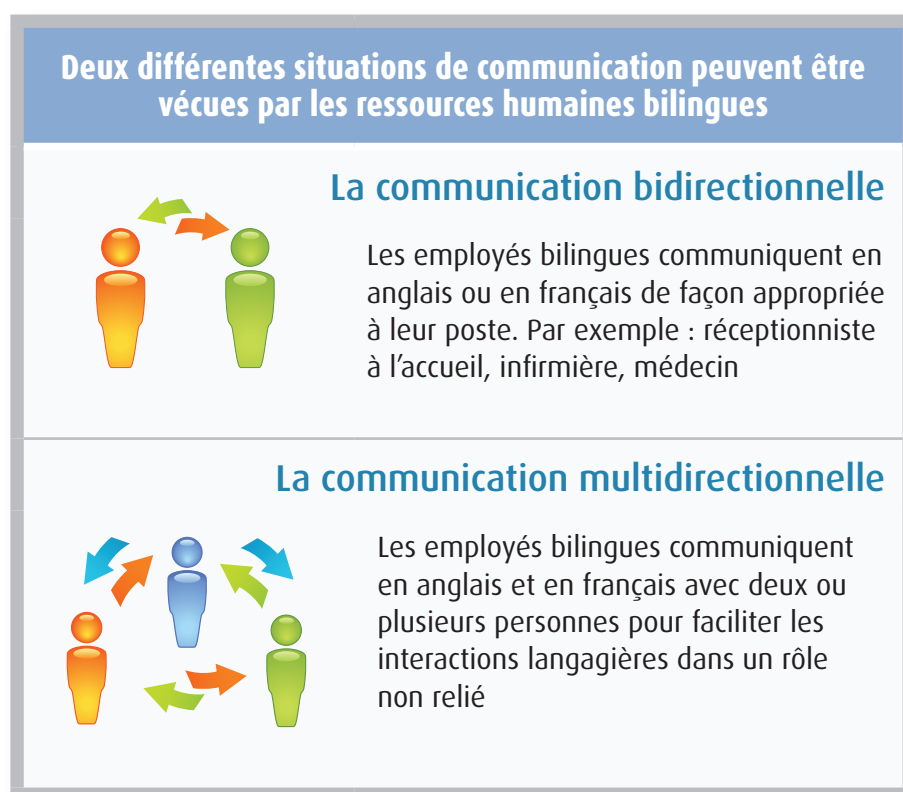 Deux différentes situations de communication peuvent être
vécues par les ressources humaines bilingues
La communication bidirectionnelle
Les employés bilingues communiquent en
anglais ou en français de façon appropriée
à leur poste. Par exemple : réceptionniste
à l’accueil, infirmière, médecin
La communication multidirectionnelle
Les employés bilingues communiquent
en anglais et en français avec deux ou
plusieurs personnes pour faciliter les
interactions langagières dans un rôle
non relié